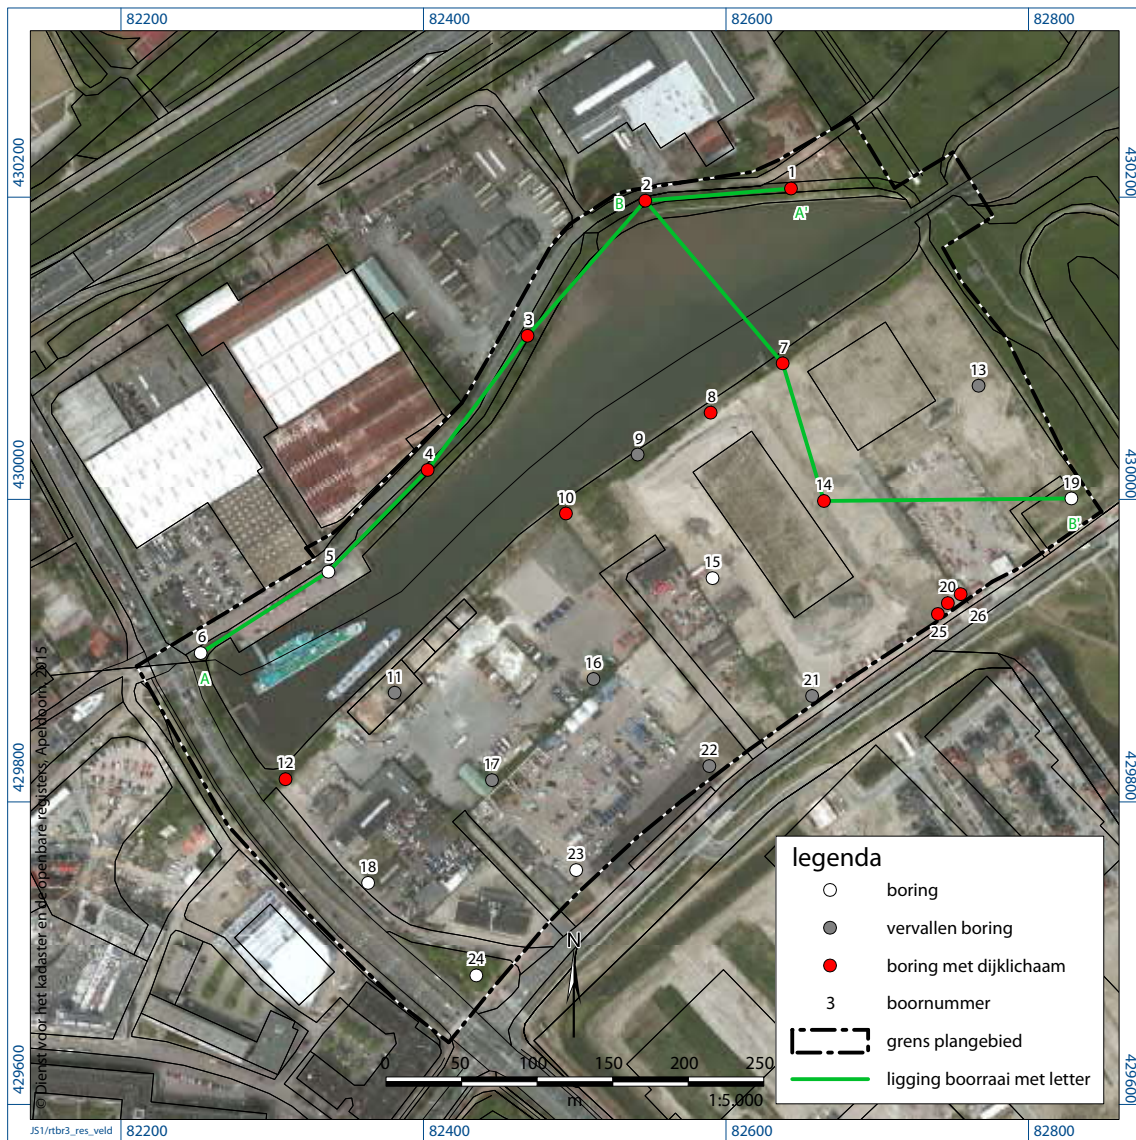 82200 82400 82600 82800
430200 430200
1
2
B
A'
3
7
13
8
9
4
19
14
10
B'
5
15
20
26
25
6
16
A
11
21
22
12
17
23
18
N
24
430000 430000
429800
429800
429600 429600
legenda
boring
vervallen boring
boring met dijklichaam
3 boornummer
grens plangebied
ligging boorraai met letter
0 50 100 150 200 250
m 1:5.000
© Dienst voor het kadaster en de openbare registers, Apeldoorn, 2015
JS1/rtbr3_res_veld
82200 82400 82600 82800